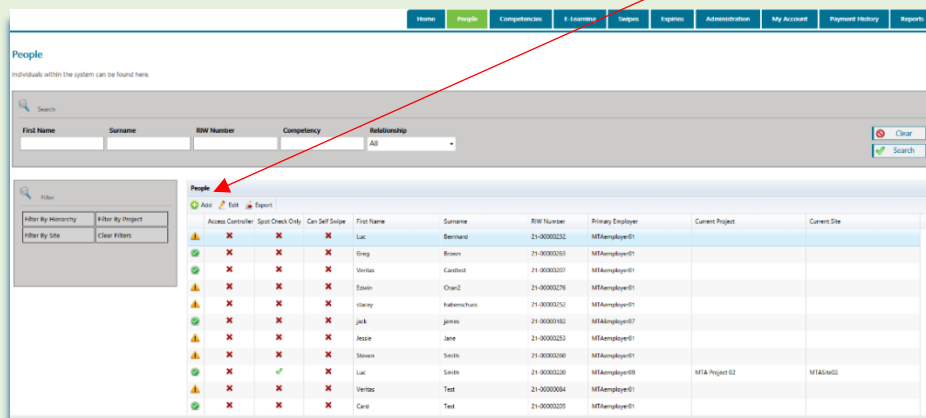 Home People Competencies E-Learning Swipes Expiries Administration My Account Payment History Reports
People
Individuals within the system can be found here.
Search
First Name Surname RIW Number Competency Relationship
All
Clear
Search
Filter
Filter By Hierarchy Filter By Project
Filter By Site Clear Filters
People
Add Edit Export
Access Controller Spot Check Only Can Self Swipe First Name Surname RIW Number Primary Employer Current Project Current Site
Luc Bernhard 21-00000232 MTAemployer01
Greg Brown 21-00000263 MTAemployer01
Veritas Cardtest 21-00000207 MTAemployer01
Edwin Chan2 21-00000276 MTAemployer01
stacey habenschuss 21-00000252 MTAemployer01
jack james 21-00000182 MTAemployer07
Jessie Jane 21-00000253 MTAemployer01
Steven Smith 21-00000260 MTAemployer01
Luc Smith 21-00000230 MTAemployer09 MTA Project 02 MTASite02
Veritas Test 21-00000084 MTAemployer01
Card Test 21-00000205 MTAemployer01